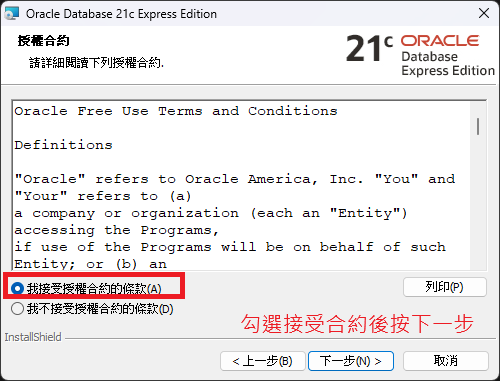 Oracle Database 21c Express Edition
授權合約
請詳細閱讀下列授權合約.
21c ORACLE
Database
Express Edition
Oracle Free Use Terms and Conditions
Definitions
"Oracle" refers to Oracle America, Inc. "You" and
"Your" refers to (a)
a company or organization (each an "Entity")
accessing the Programs,
if use of the Programs will be on behalf of such
Entity; or (b) an
我接受授權合約的條款(A)
列印(P)
我不接受授權合約的條款(D)
勾選接受合約後按下一步
InstallShield
< 上一步(B)
下一步(N) >
取消